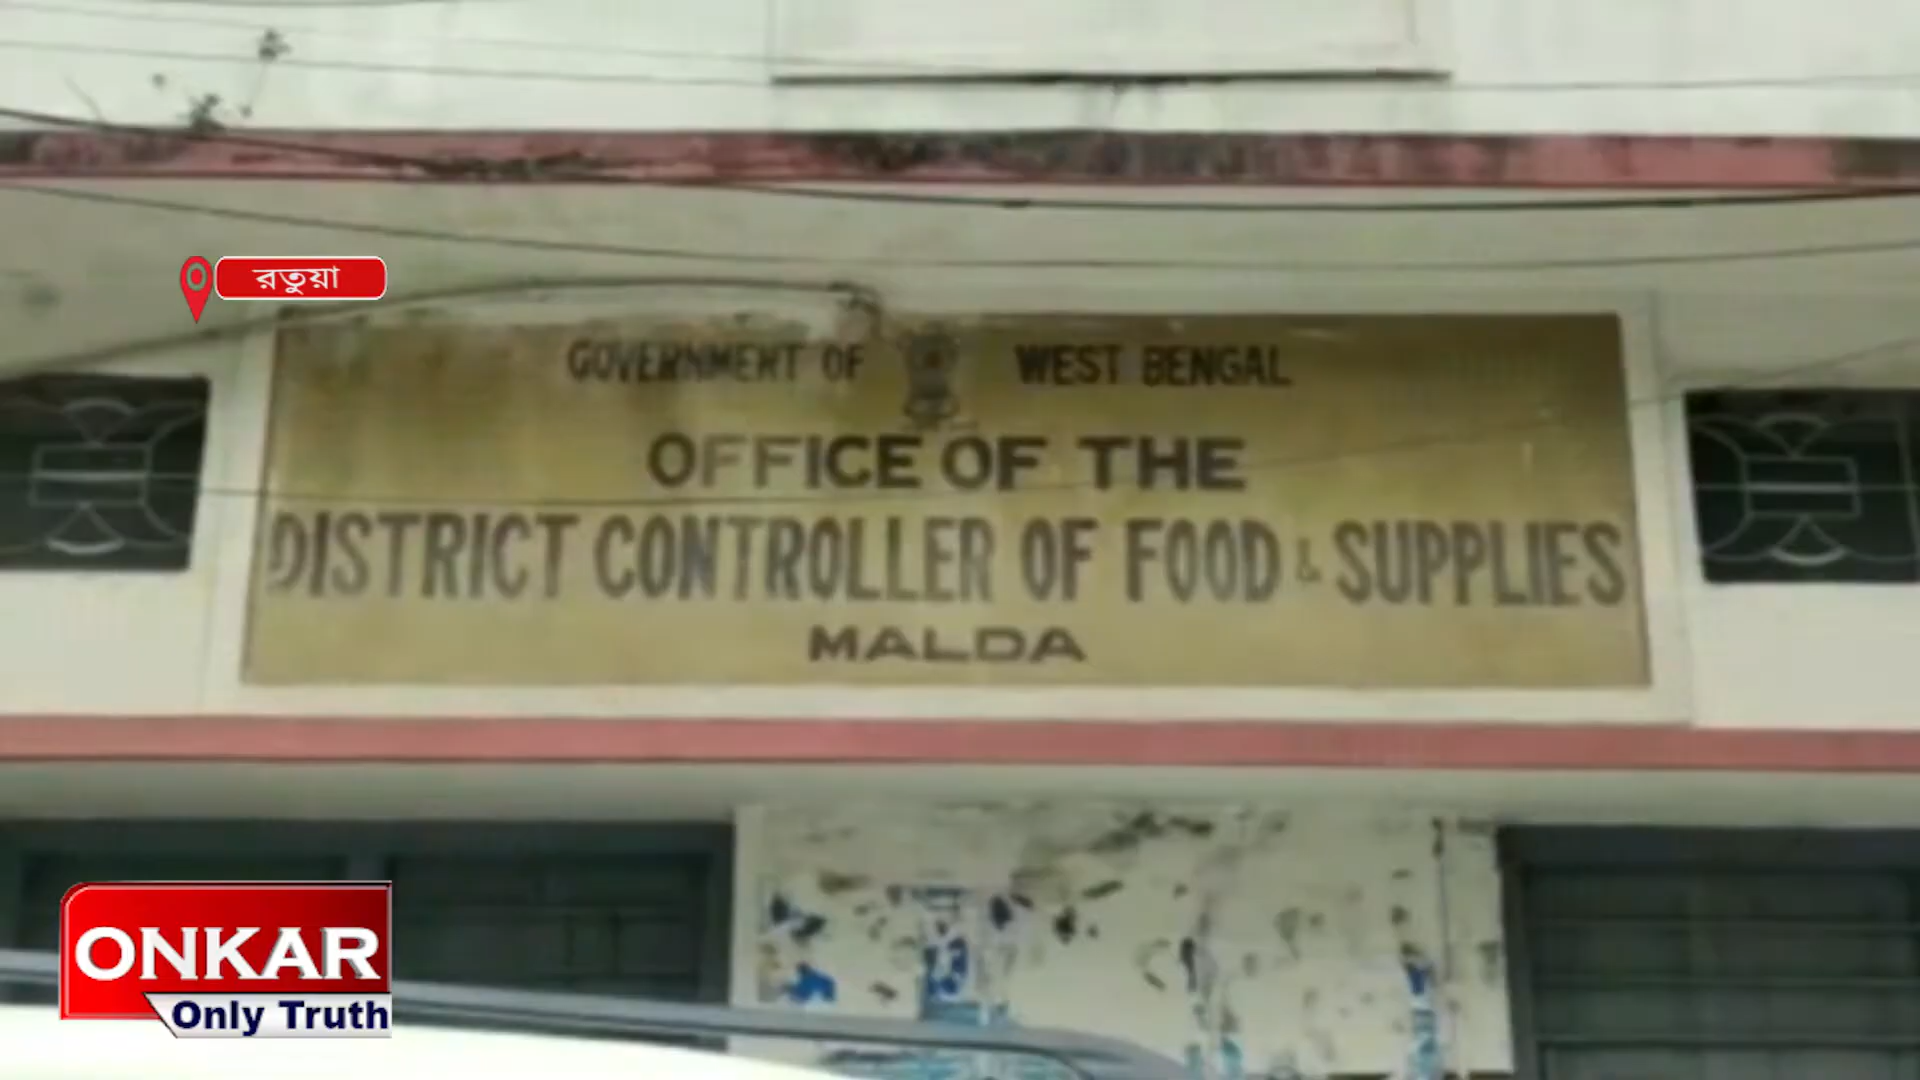 রতুয়া
GOVERNMENT OF WEST BENGAL
OFFICE OF THE
DISTRICT CONTROLLER OF FOOD & SUPPLIES
MALDA
ONKAR
Only Truth